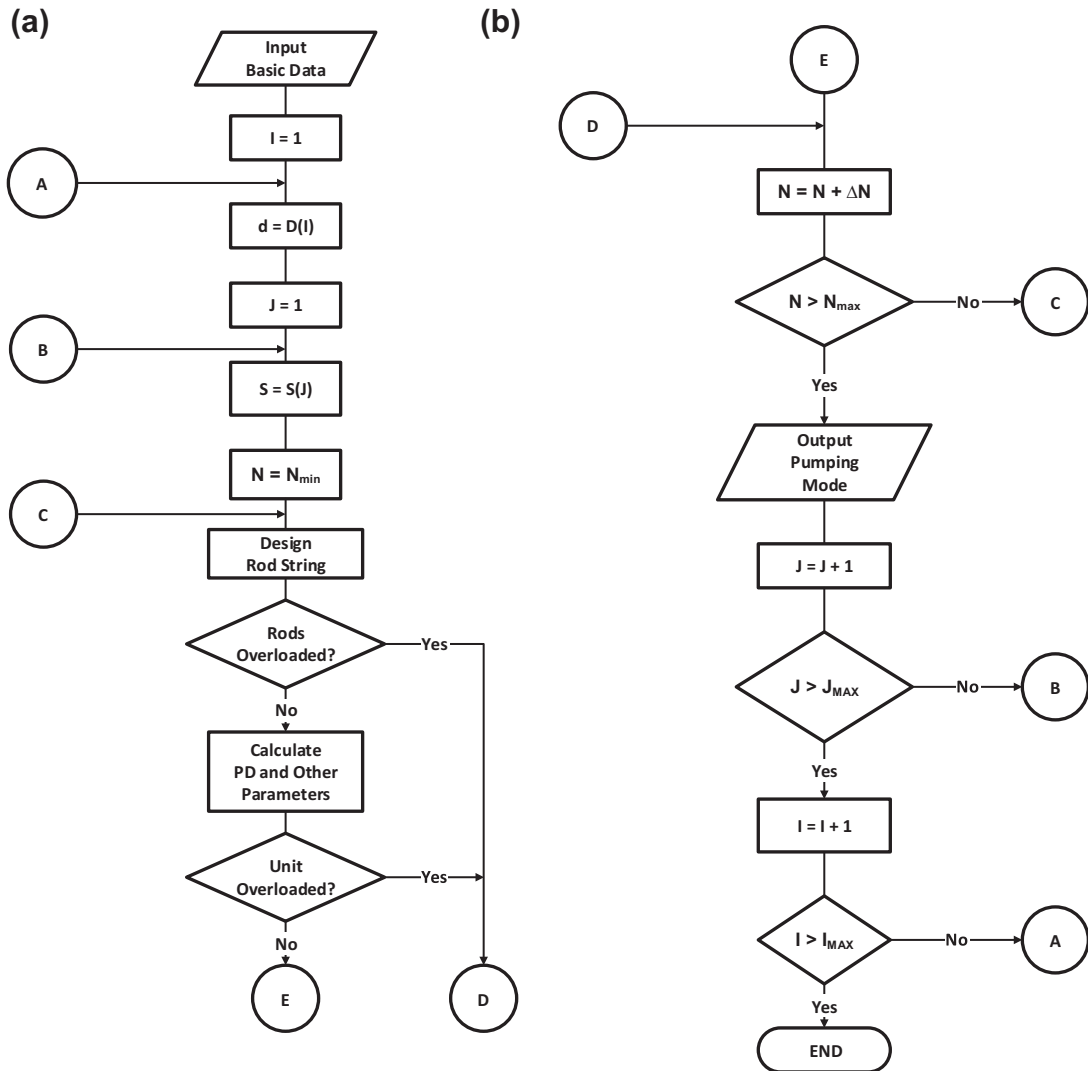 (a)
Input
Basic Data
I = 1
A
d = D(I)
J = 1
B
S = S(J)
N = Nmin
C
Design
Rod String
Rods
Overloaded?
Yes
No
Calculate
PD and Other
Parameters
Unit
Overloaded?
Yes
No
E
D
(b)
E
D
N = N + ΔN
N > Nmax
No
C
Yes
Output
Pumping
Mode
J = J + 1
J > JMAX
No
B
Yes
I = I + 1
I > IMAX
No
A
Yes
END